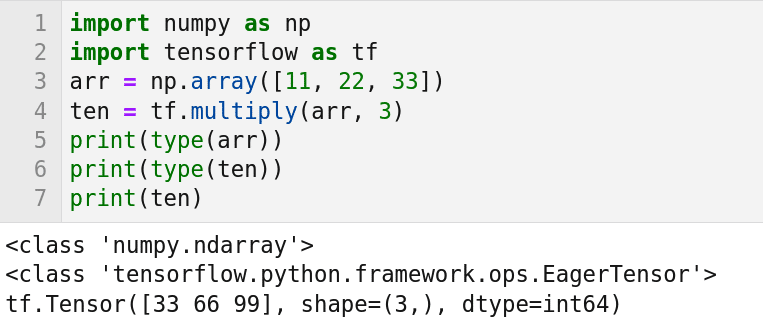 1 import numpy as np
2 import tensorflow as tf
3 arr = np.array([11, 22, 33])
4 ten = tf.multiply(arr, 3)
5 print(type(arr))
6 print(type(ten))
7 print(ten)
<class 'numpy.ndarray'>
<class 'tensorflow.python.framework.ops.EagerTensor'>
tf.Tensor([33 66 99], shape=(3,), dtype=int64)